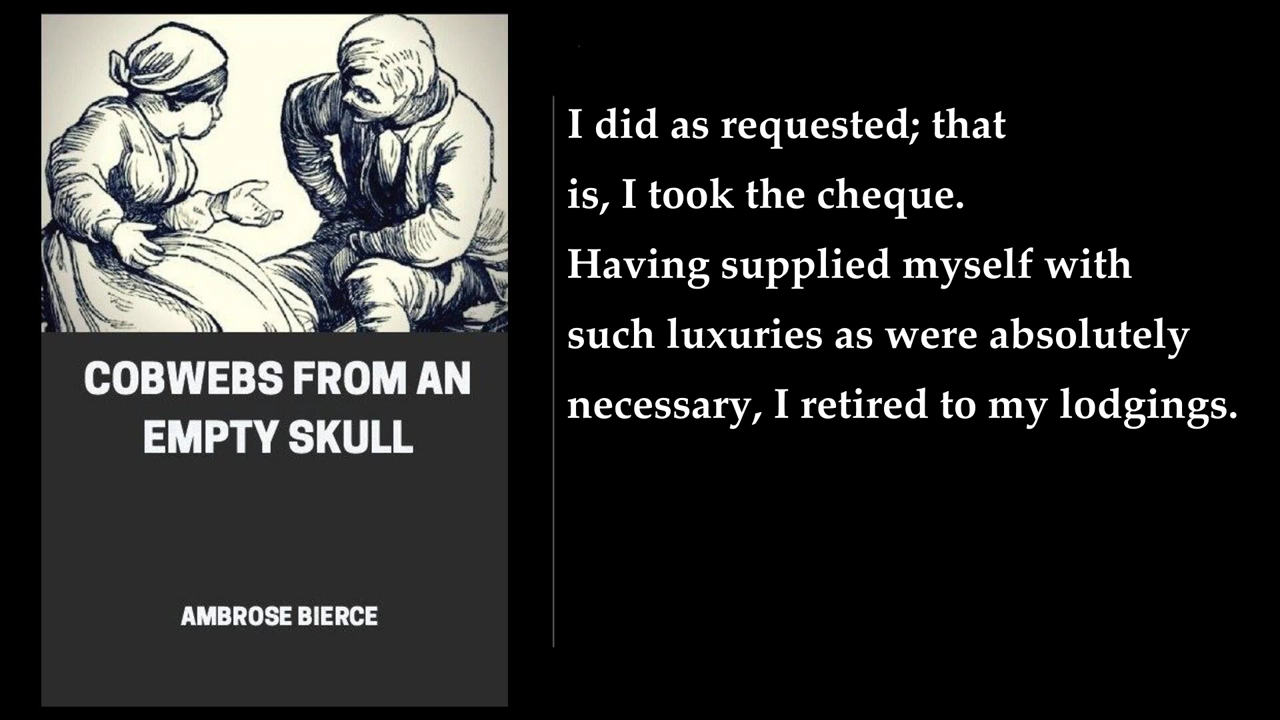 COBWEBS FROM AN
EMPTY SKULL
AMBROSE BIERCE
I did as requested; that
is, I took the cheque.
Having supplied myself with
such luxuries as were absolutely
necessary, I retired to my lodgings.